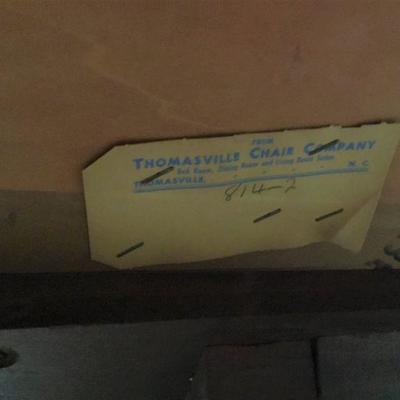 FROM
THOMASVILLE CHAIR COMPANY
Bed Room, Dining Room and Living Room Suites
THOMASVILLE, - - - - N. C.
814-2